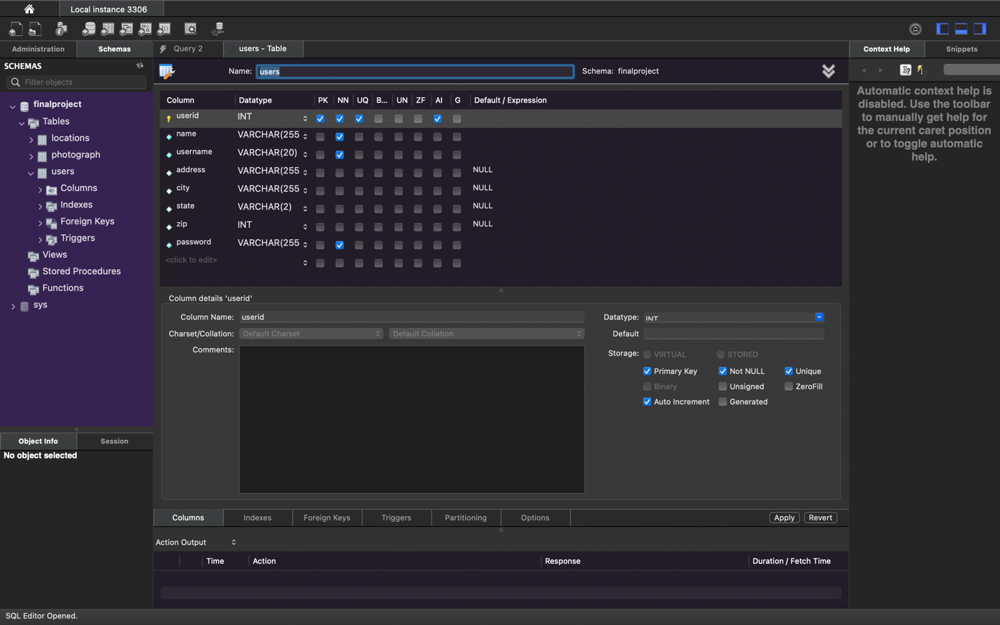 Local instance 3306
Administration
Schemas
Query 2
users - Table
Context Help
Snippets
SCHEMAS
Filter objects
finalproject
Tables
locations
photograph
users
Columns
Indexes
Foreign Keys
Triggers
Views
Stored Procedures
Functions
sys
Object Info
Session
No object selected
Name: users
Schema: finalproject
Column Datatype PK NN UQ B... UN ZF AI G Default / Expression
userid INT
name VARCHAR(255
username VARCHAR(20)
address VARCHAR(255 NULL
city VARCHAR(255 NULL
state VARCHAR(2) NULL
zip INT NULL
password VARCHAR(255
<click to edit>
Column details 'userid'
Column Name: userid
Datatype: INT
Charset/Collation: Default Charset Default Collation
Default
Comments:
Storage: VIRTUAL STORED
Primary Key Not NULL Unique
Binary Unsigned ZeroFill
Auto Increment Generated
Columns Indexes Foreign Keys Triggers Partitioning Options
Apply Revert
Action Output
Time Action Response Duration / Fetch Time
Automatic context help is
disabled. Use the toolbar
to manually get help for
the current caret position
or to toggle automatic
help.
SQL Editor Opened.